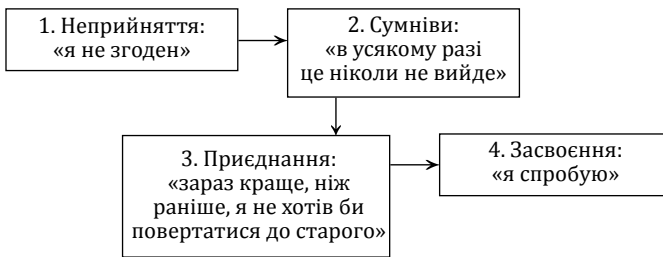 1. Неприйняття:
«я не згоден»
2. Сумніви:
«в усякому разі
це ніколи не вийде»
3. Приєднання:
«зараз краще, ніж
раніше, я не хотів би
повертатися до старого»
4. Засвоєння:
«я спробую»